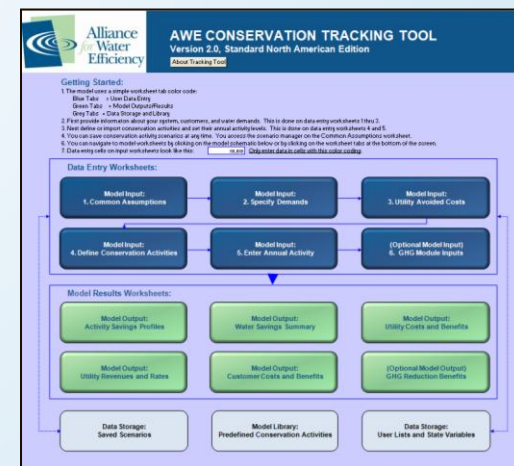 Alliance
for Water
Efficiency
AWE CONSERVATION TRACKING TOOL
Version 2.0, Standard North American Edition
About Tracking Tool
Getting Started:
1 The model uses a simple worksheet tab color code:
Blue Tabs = User Data Entry
Green Tabs = Model Outputs/Results
Grey Tabs = Data Storage and Library
2. First provide information about your system, customers, and water demands. This is done on data entry worksheets 1 thru 3.
3. Next define or import conservation activities and set their annual activity levels. This is done on data entry worksheets 4 and 5.
4. You can save conservation activity scenarios at any time. You access the scenario manager on the Common Assumptions worksheet.
6. You can navigate to model worksheets by clicking on the model schematic below or by clicking on the worksheet tabs at the bottom of the screen.
7. Data entry cells on input worksheets look like this: Only enter data in cells with this color coding
Data Entry Worksheets:
Model Input:
1. Common Assumptions
Model Input:
2. Specify Demands
Model Input:
3. Utility Avoided Costs
Model Input:
4. Define Conservation Activities
Model Input:
5. Enter Annual Activity
(Optional Model Input)
6. GHG Module Inputs
Model Results Worksheets:
Model Output:
Activity Savings Profiles
Model Output:
Water Savings Summary
Model Output:
Utility Costs and Benefits
Model Output:
Utility Revenues and Rates
Model Output:
Customer Costs and Benefits
(Optional Model Output)
GHG Reduction Benefits
Data Storage:
Saved Scenarios
Model Library:
Predefined Conservation Activities
Data Storage:
User Lists and State Variables